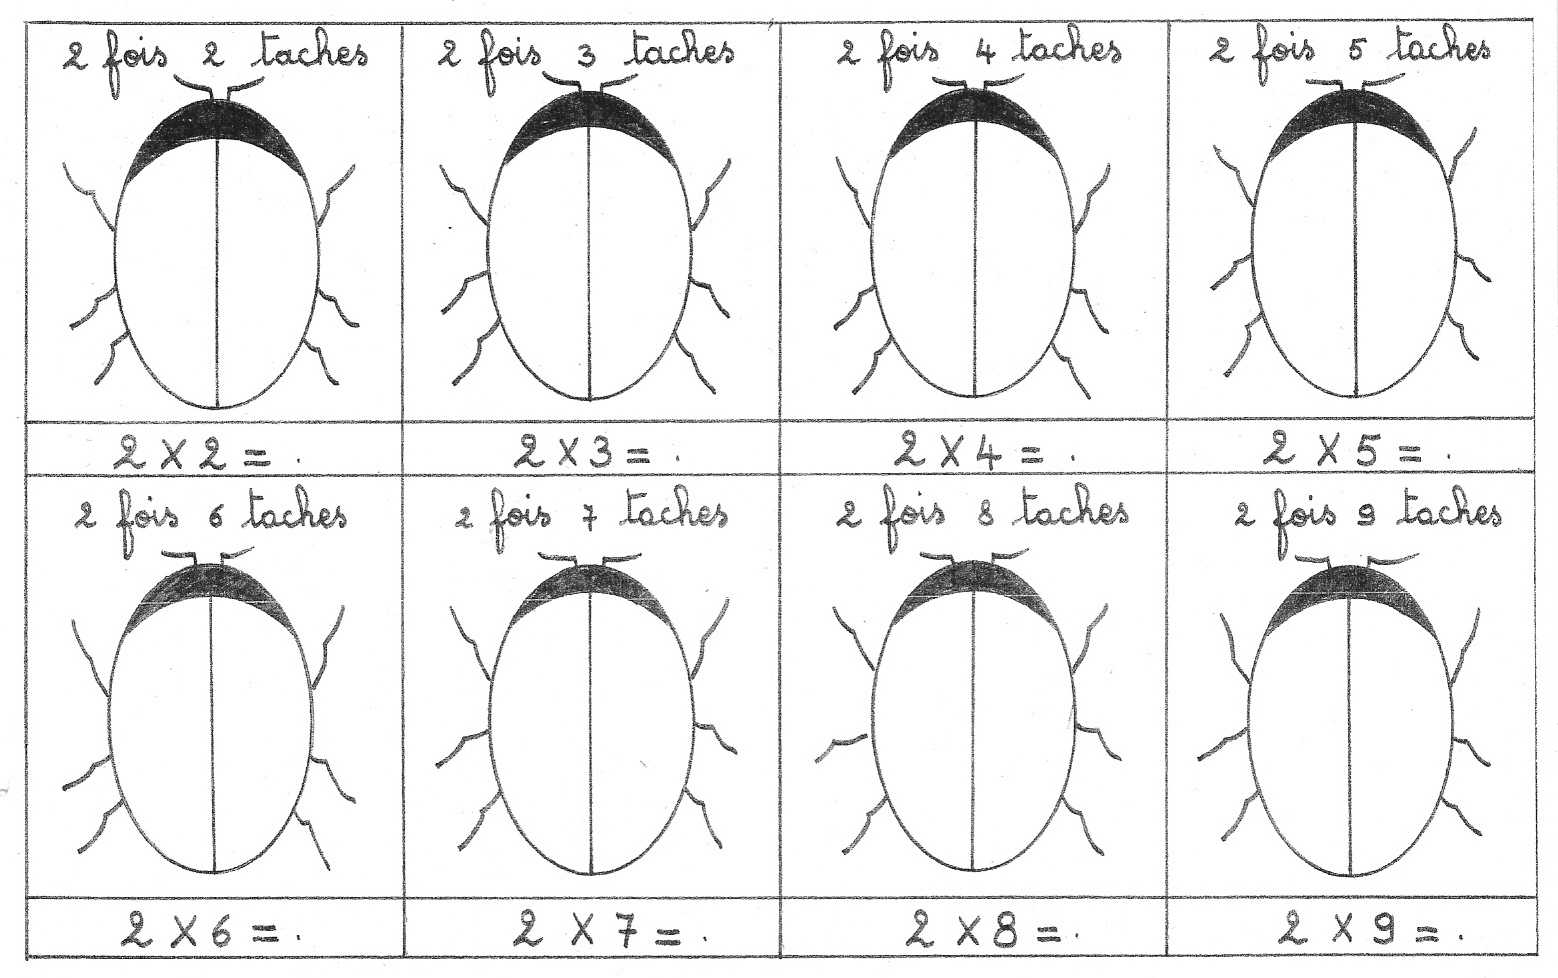 2 fois 2 taches
2 fois 3 taches
2 fois 4 taches
2 fois 5 taches
2 X 2 = .
2 X 3 = .
2 X 4 = .
2 X 5 = .
2 fois 6 taches
2 fois 7 taches
2 fois 8 taches
2 fois 9 taches
2 X 6 = .
2 X 7 = .
2 X 8 = .
2 X 9 = .